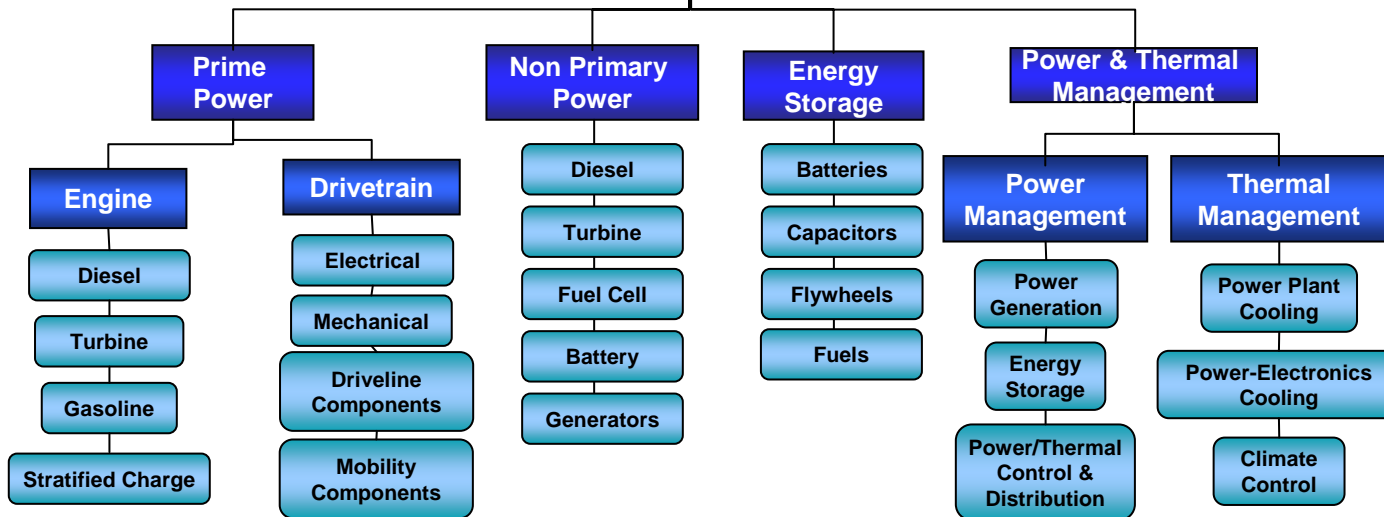 Prime
Power
Non Primary
Power
Energy
Storage
Power & Thermal
Management
Engine
Diesel
Turbine
Gasoline
Stratified Charge
Drivetrain
Electrical
Mechanical
Driveline
Components
Mobility
Components
Diesel
Turbine
Fuel Cell
Battery
Generators
Batteries
Capacitors
Flywheels
Fuels
Power
Management
Power
Generation
Energy
Storage
Power/Thermal
Control &
Distribution
Thermal
Management
Power Plant
Cooling
Power-Electronics
Cooling
Climate
Control